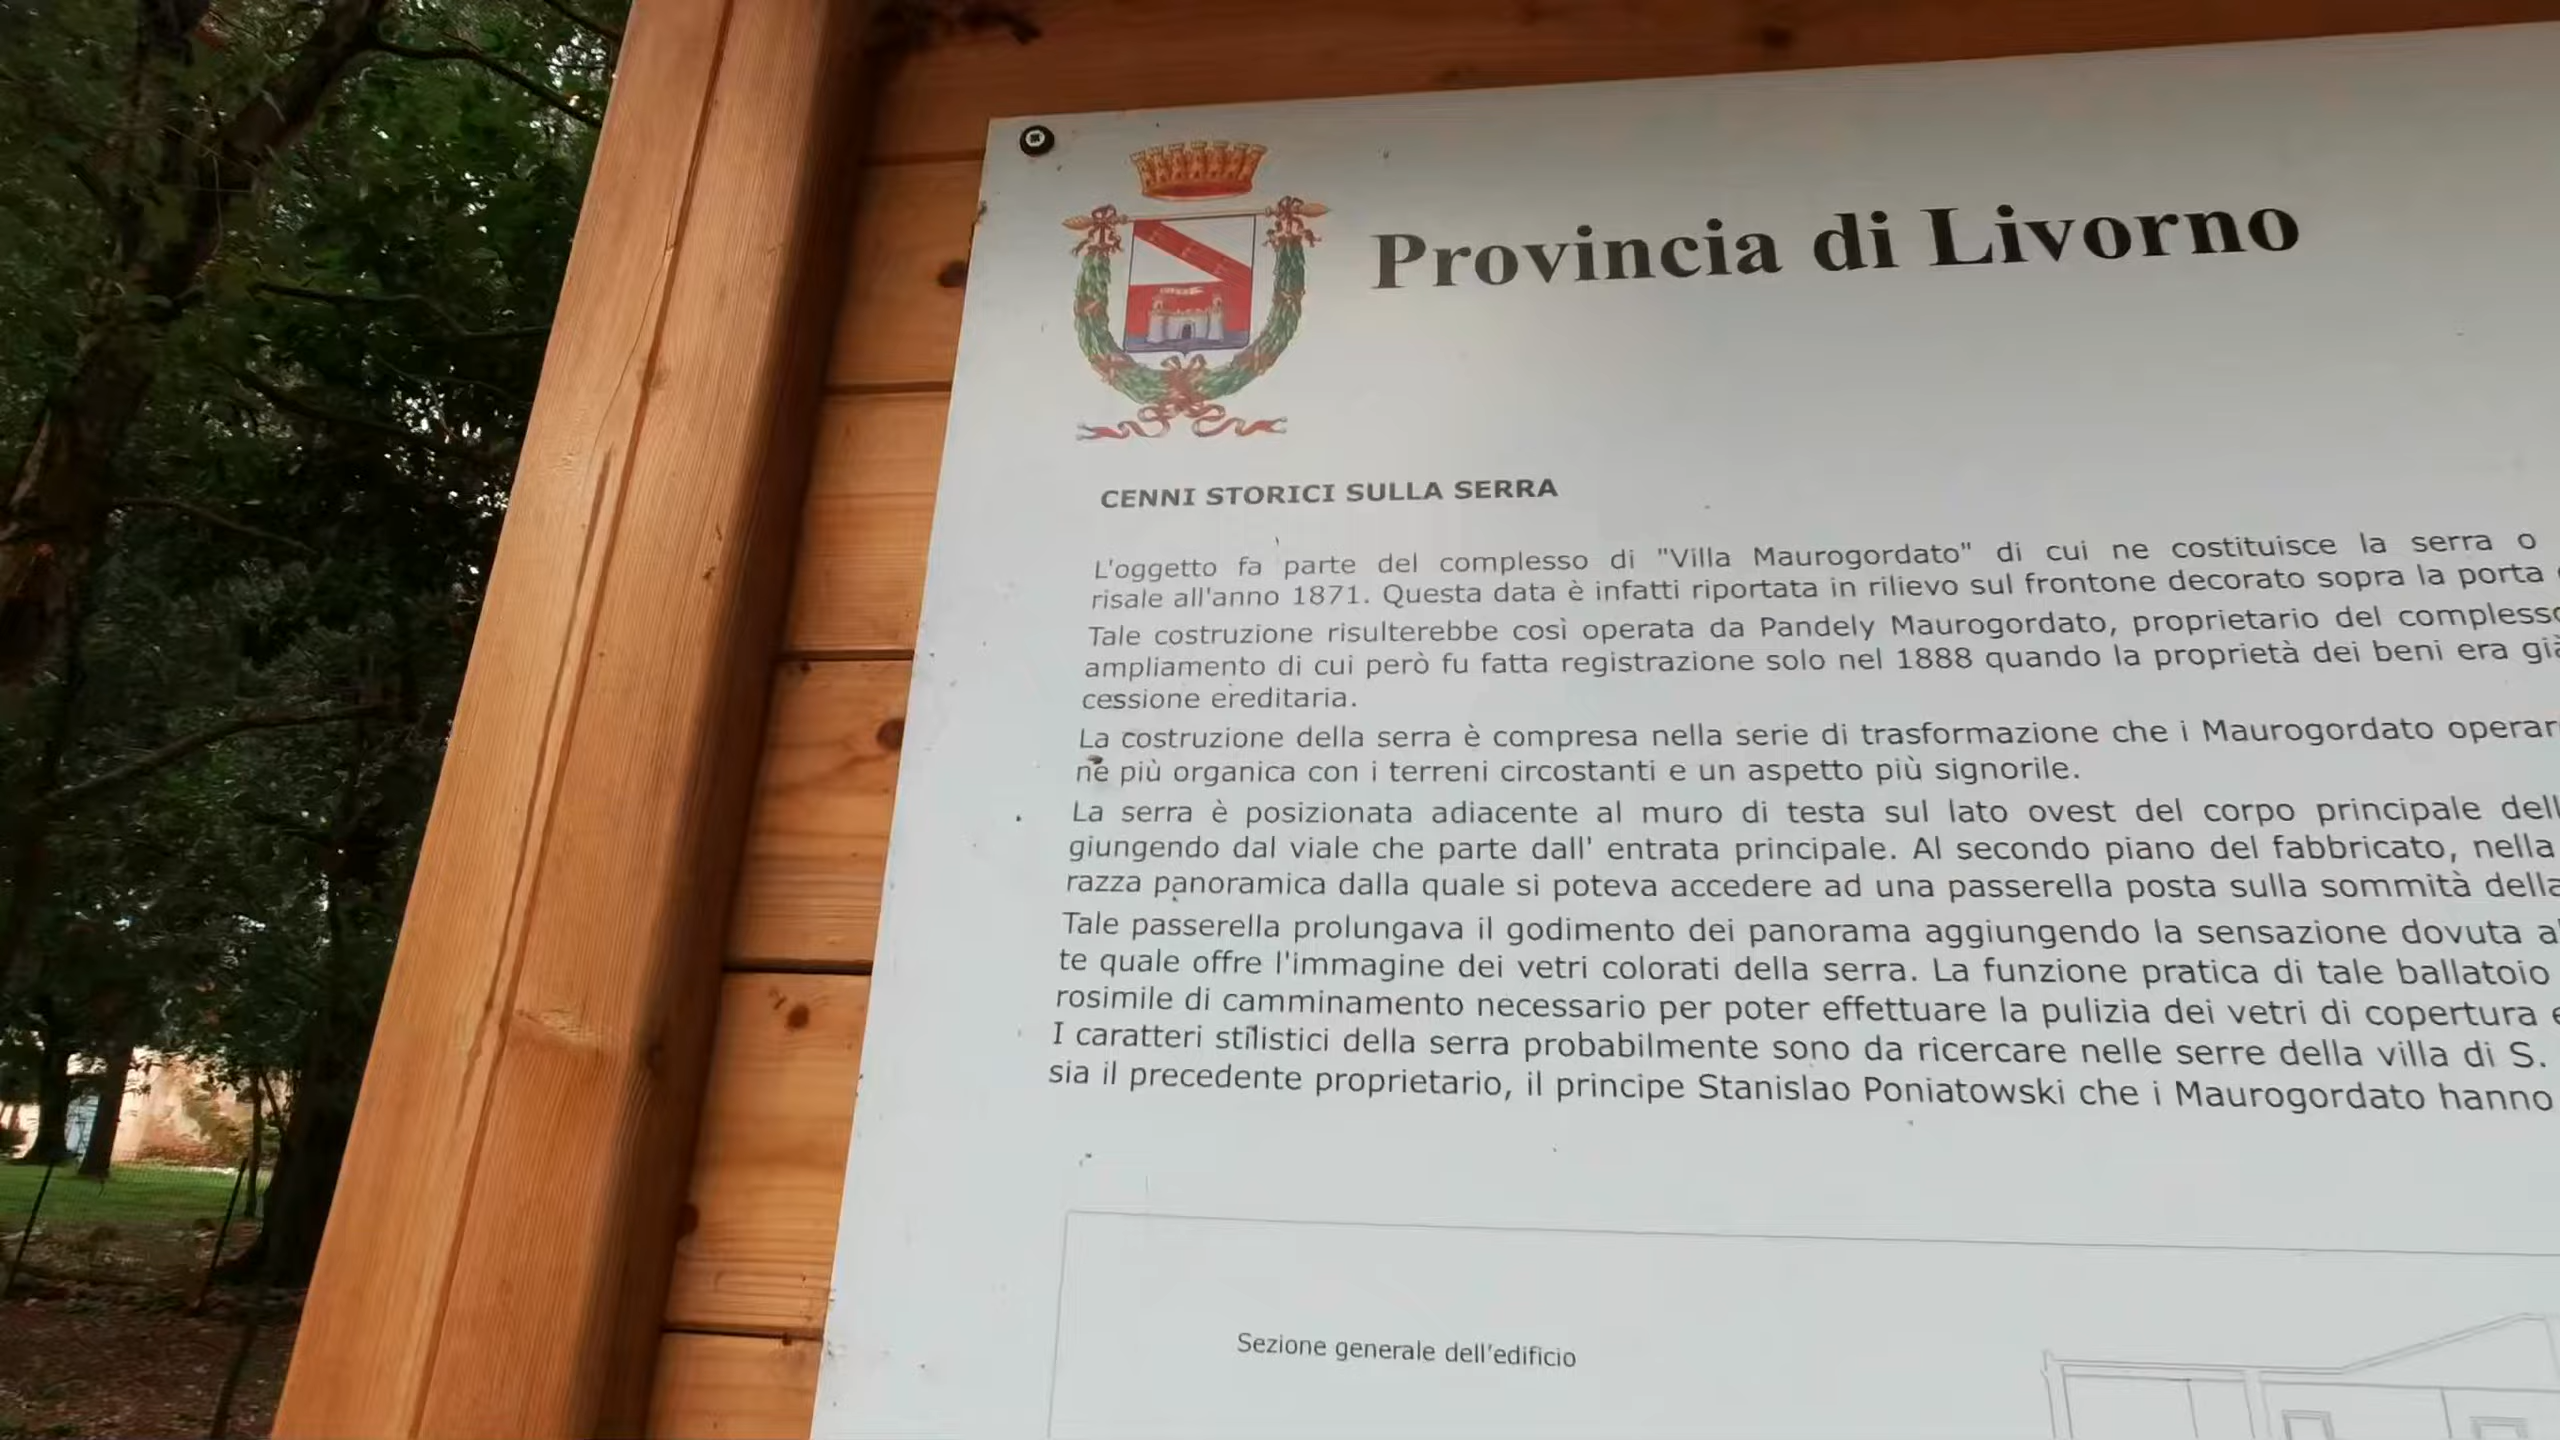 Provincia di Livorno
CENNI STORICI SULLA SERRA
L'oggetto fa parte del complesso di "Villa Maurogordato" di cui ne costituisce la serra o
risale all'anno 1871. Questa data è infatti riportata in rilievo sul frontone decorato sopra la porta
Tale costruzione risulterebbe così operata da Pandely Maurogordato, proprietario del complesso
ampliamento di cui però fu fatta registrazione solo nel 1888 quando la proprietà dei beni era già
cessione ereditaria.
La costruzione della serra è compresa nella serie di trasformazione che i Maurogordato operar
ne più organica con i terreni circostanti e un aspetto più signorile.
La serra è posizionata adiacente al muro di testa sul lato ovest del corpo principale dell
giungendo dal viale che parte dall' entrata principale. Al secondo piano del fabbricato, nella
razza panoramica dalla quale si poteva accedere ad una passerella posta sulla sommità della
Tale passerella prolungava il godimento dei panorama aggiungendo la sensazione dovuta al
te quale offre l'immagine dei vetri colorati della serra. La funzione pratica di tale ballatoio
rosimile di camminamento necessario per poter effettuare la pulizia dei vetri di copertura e
I caratteri stilistici della serra probabilmente sono da ricercare nelle serre della villa di S.
sia il precedente proprietario, il principe Stanislao Poniatowski che i Maurogordato hanno
Sezione generale dell'edificio